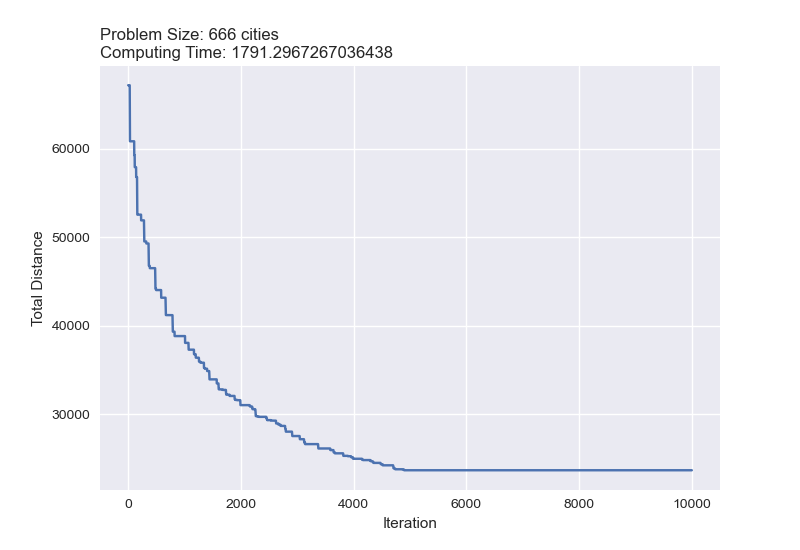 Problem Size: 666 cities
Computing Time: 1791.2967267036438
60000
50000
40000
30000
Total Distance
0 2000 4000 6000 8000 10000
Iteration